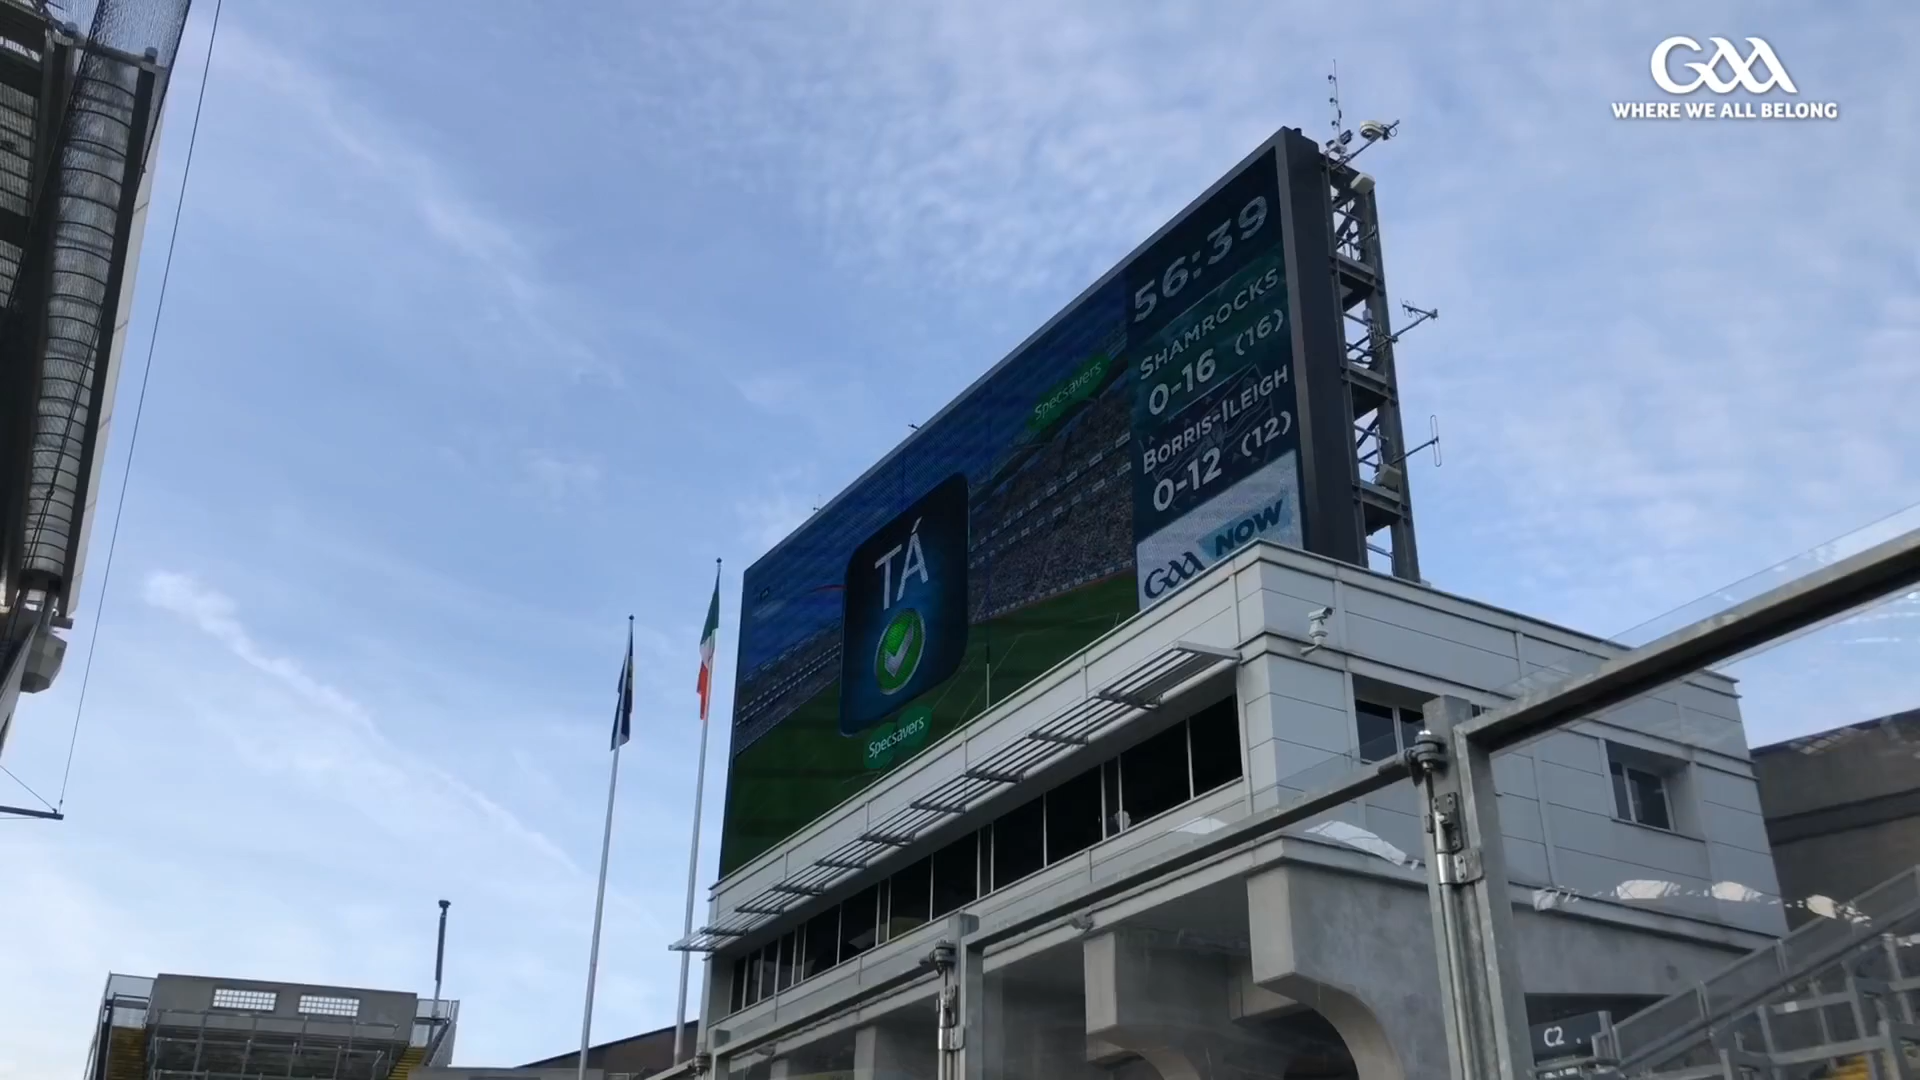 GAA
WHERE WE ALL BELONG
56:39
SHAMROCKS
0-16 (16)
BORRIS-ILEIGH
0-12 (12)
GAA NOW
Specsavers
TÁ
Specsavers
C2